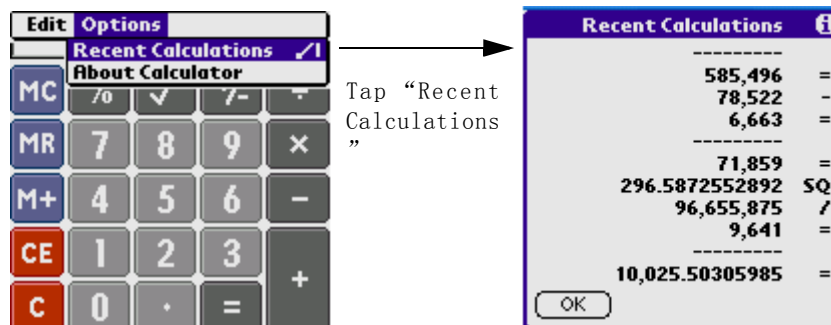 Edit Options
Recent Calculations
About Calculator
MC
MR 7 8 9 ×
M+ 4 5 6 −
CE 1 2 3 +
C 0 . =
Tap “Recent
Calculations
”
Recent Calculations i
---------
585,496 =
78,522 -
6,663 =
---------
71,859 =
296.5872552892 SQ
96,655,875 /
9,641 =
---------
10,025.50305985 =
OK